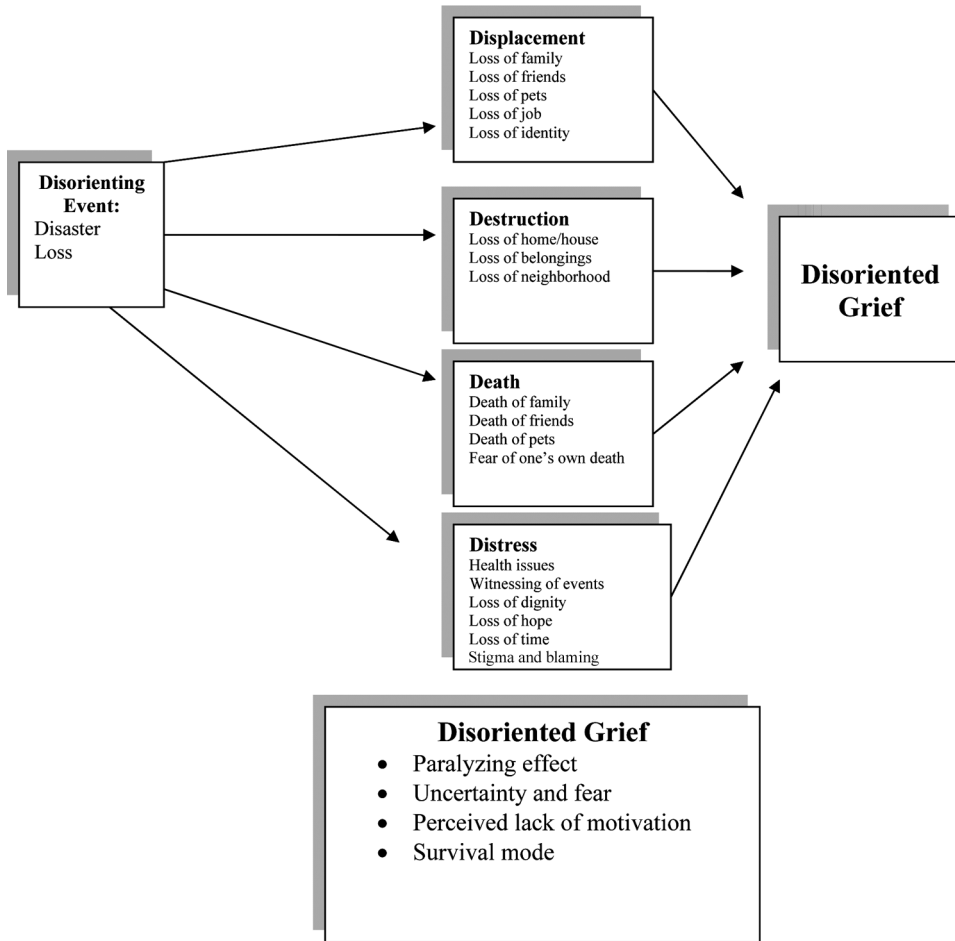 Disorienting
Event:
Disaster
Loss
Displacement
Loss of family
Loss of friends
Loss of pets
Loss of job
Loss of identity
Destruction
Loss of home/house
Loss of belongings
Loss of neighborhood
Death
Death of family
Death of friends
Death of pets
Fear of one’s own death
Distress
Health issues
Witnessing of events
Loss of dignity
Loss of hope
Loss of time
Stigma and blaming
Disoriented
Grief
Disoriented Grief
• Paralyzing effect
• Uncertainty and fear
• Perceived lack of motivation
• Survival mode